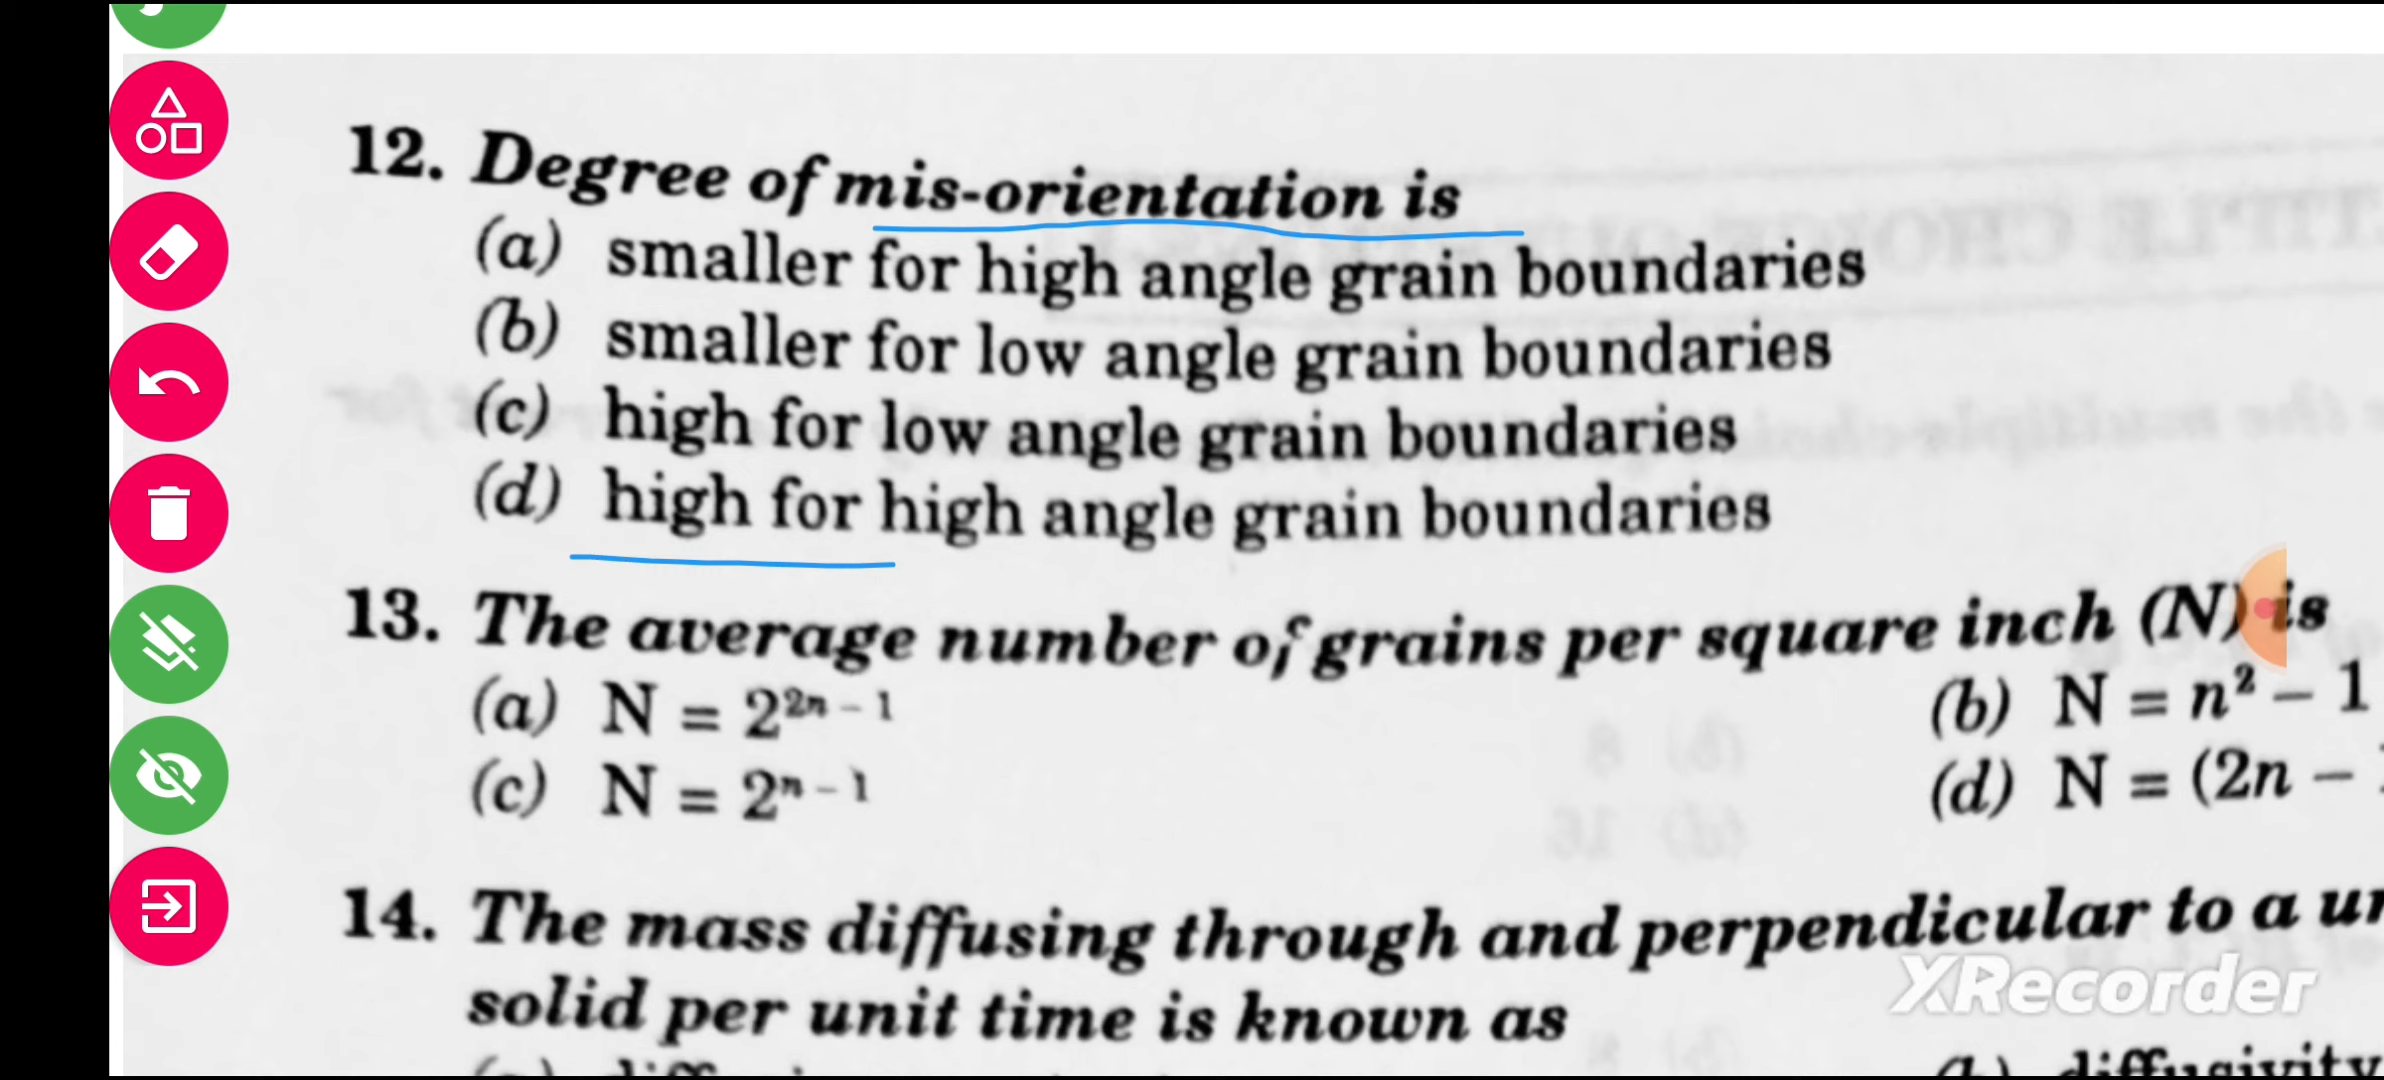 12. Degree of mis-orientation is
(a) smaller for high angle grain boundaries
(b) smaller for low angle grain boundaries
(c) high for low angle grain boundaries
(d) high for high angle grain boundaries
13. The average number of grains per square inch (N) is
(a) N = 2²ⁿ ⁻ ¹ (b) N = n² – 1
(c) N = 2ⁿ ⁻ ¹ (d) N = (2n –
14. The mass diffusing through and perpendicular to a
XRecorder
solid per unit time is known as
(b) diffusivity